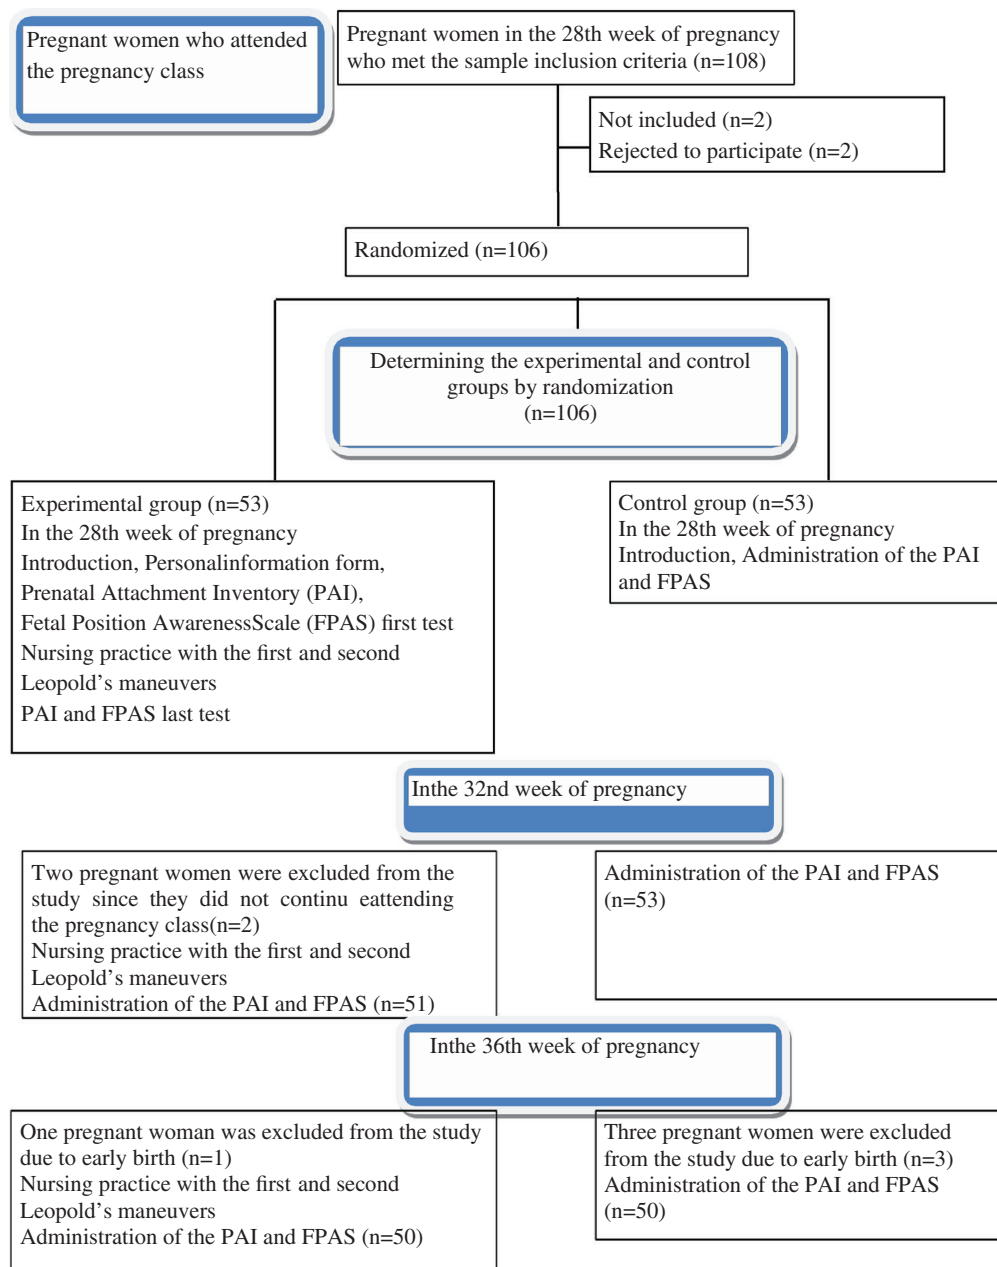 Pregnant women who attended
the pregnancy class
Pregnant women in the 28th week of pregnancy
who met the sample inclusion criteria (n=108)
Not included (n=2)
Rejected to participate (n=2)
Randomized (n=106)
Determining the experimental and control
groups by randomization
(n=106)
Experimental group (n=53)
In the 28th week of pregnancy
Introduction, Personalinformation form,
Prenatal Attachment Inventory (PAI),
Fetal Position AwarenessScale (FPAS) first test
Nursing practice with the first and second
Leopold’s maneuvers
PAI and FPAS last test
Control group (n=53)
In the 28th week of pregnancy
Introduction, Administration of the PAI
and FPAS
Inthe 32nd week of pregnancy
Two pregnant women were excluded from the
study since they did not continu eattending
the pregnancy class(n=2)
Nursing practice with the first and second
Leopold’s maneuvers
Administration of the PAI and FPAS (n=51)
Administration of the PAI and FPAS
(n=53)
Inthe 36th week of pregnancy
One pregnant woman was excluded from the study
due to early birth (n=1)
Nursing practice with the first and second
Leopold’s maneuvers
Administration of the PAI and FPAS (n=50)
Three pregnant women were excluded
from the study due to early birth (n=3)
Administration of the PAI and FPAS
(n=50)